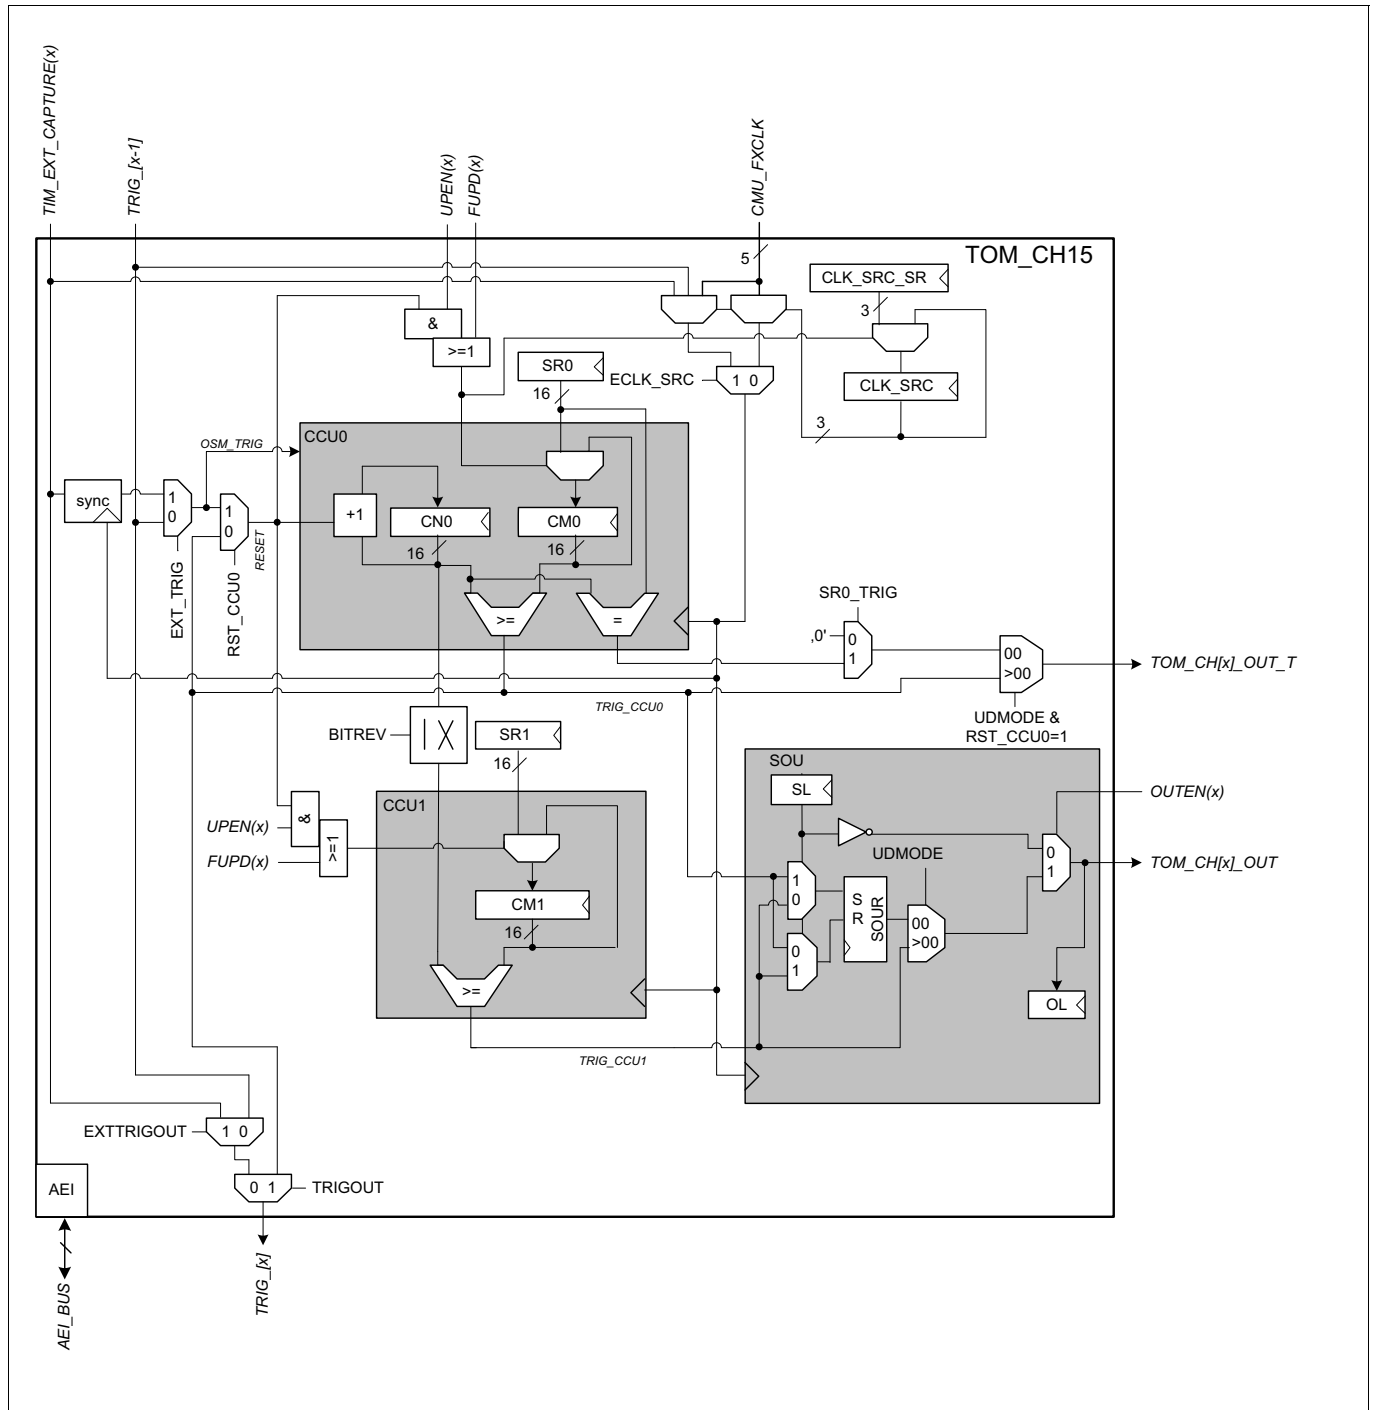 TIM_EXT_CAPTURE(x)
TRIG_[x-1]
UPEN(x)
FUPD(x)
CMU_FXCLK
5
TOM_CH15
CLK_SRC_SR
3
&
>=1
SR0
16
ECLK_SRC
1 0
CLK_SRC
3
CCU0
OSM_TRIG
sync
1
0
1
0
RESET
EXT_TRIG
RST_CCU0
+1
CN0
16
CM0
16
>=
=
SR0_TRIG
‚0'
0
1
00
>00
TOM_CH[x]_OUT_T
UDMODE &
RST_CCU0=1
TRIG_CCU0
BITREV
SR1
16
CCU1
&
>=1
UPEN(x)
FUPD(x)
CM1
16
>=
TRIG_CCU1
SOU
SL
UDMODE
1
0
0
1
S
R
SOUR
00
>00
0
1
OUTEN(x)
TOM_CH[x]_OUT
OL
EXTTRIGOUT
1 0
0 1
TRIGOUT
AEI
AEI_BUS
TRIG_[x]